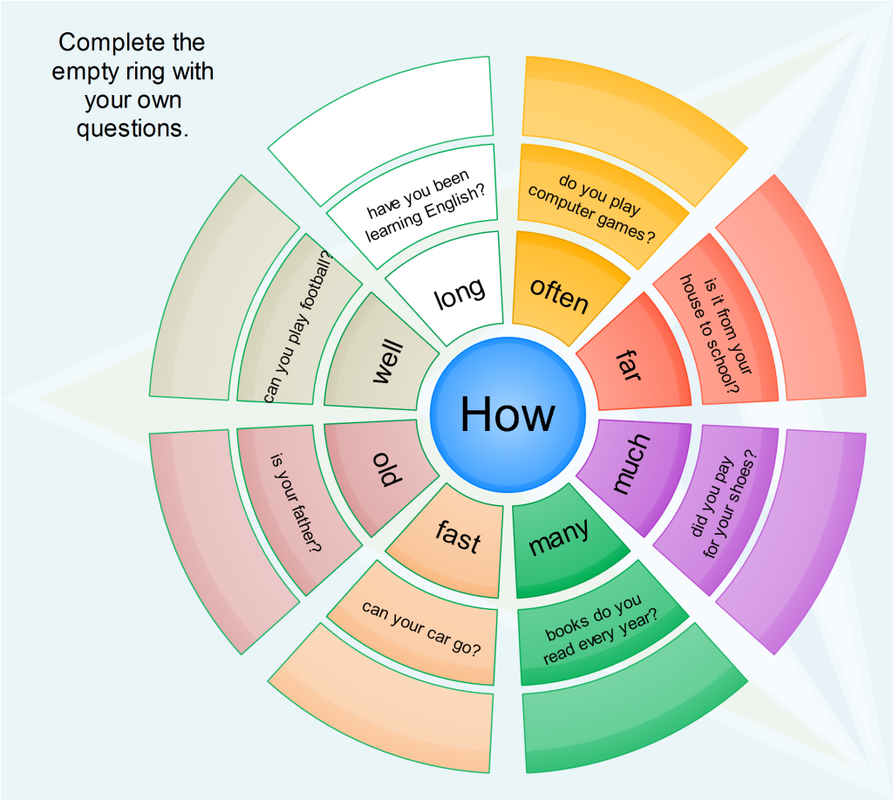 Complete the
empty ring with
your own
questions.
How
often
do you play
computer games?
far
is it from your
house to school?
much
did you pay
for your shoes?
many
books do you
read every year?
fast
can your car go?
old
is your father?
well
can you play football?
long
have you been
learning English?